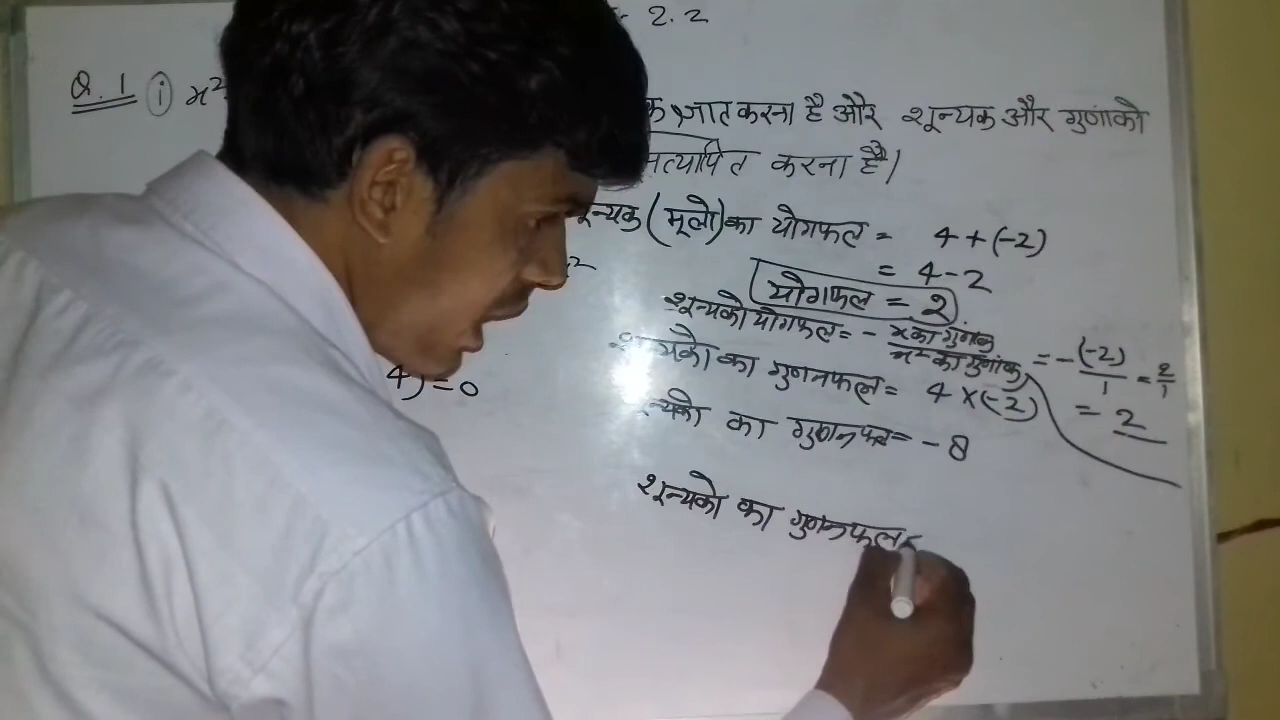 2.2
Q.1 (i) x²
ज्ञात करना है और शून्यक और गुणांको
सत्यापित करना है।
शून्यक (मूलो) का योगफल = 4+(-2)
= 4-2
योगफल = 2
शून्यको योगफल = - x का गुणांक / x² का गुणांक = -(-2)/1 = 2/1
= 2
शून्यको का गुणनफल = 4×(-2)
न्यको का गुणनफल = -8
4)=0
शून्यको का गुणनफल